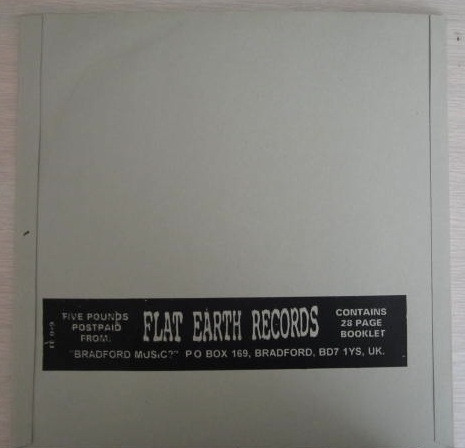 FIVE POUNDS
POSTPAID
FROM:
FLAT EARTH RECORDS
CONTAINS
28 PAGE
BOOKLET
"BRADFORD MUSIC?" P O BOX 169, BRADFORD, BD7 1YS, UK.